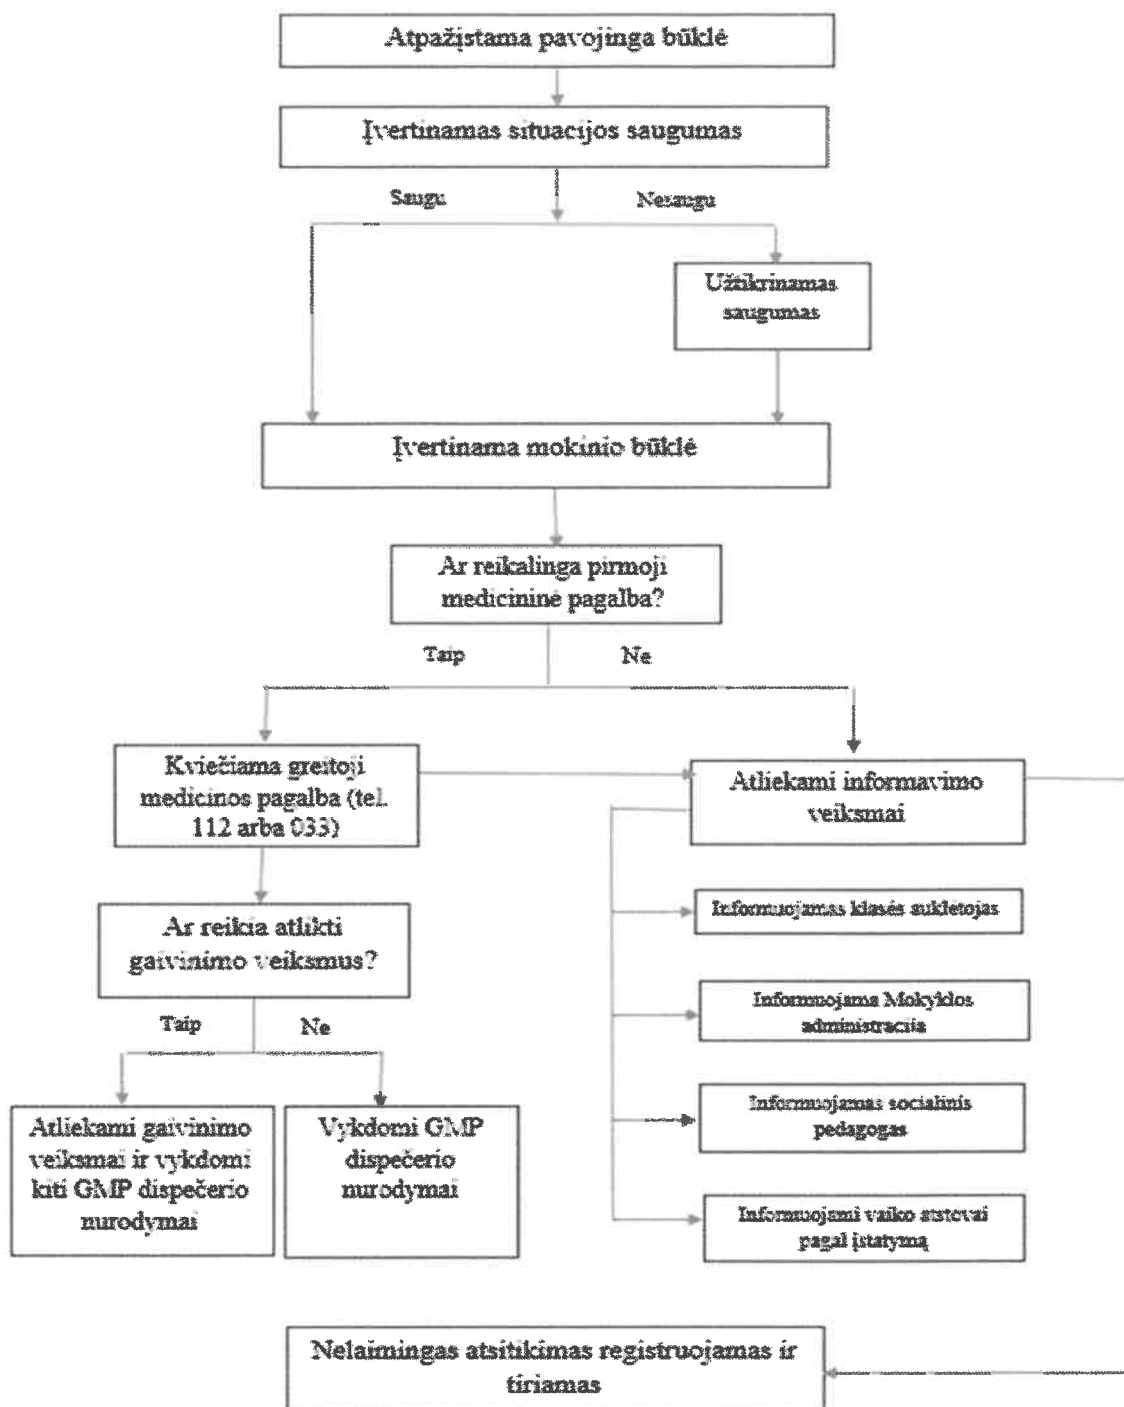 Atpažįstama pavojinga būklė
Įvertinamas situacijos saugumas
Saugu
Nesaugu
Užtikrinamas
saugumas
Įvertinama mokinio būklė
Ar reikalinga pirmoji
medicininė pagalba?
Taip
Ne
Kviečiama greitoji
medicinos pagalba (tel.
112 arba 033)
Atliekami informavimo
veiksmai
Ar reikia atlikti
gaivinimo veiksmus?
Taip
Ne
Atliekami gaivinimo
veiksmai ir vykdomi
kiti GMP dispečerio
nurodymai
Vykdomi GMP
dispečerio
nurodymai
Informuojamas klasės auklėtojas
Informuojama Mokyklos
administracija
Informuojamas socialinis
pedagogas
Informuojami vaiko atstovai
pagal įstatymą
Nelaimingas atsitikimas registruojamas ir
tiriamas